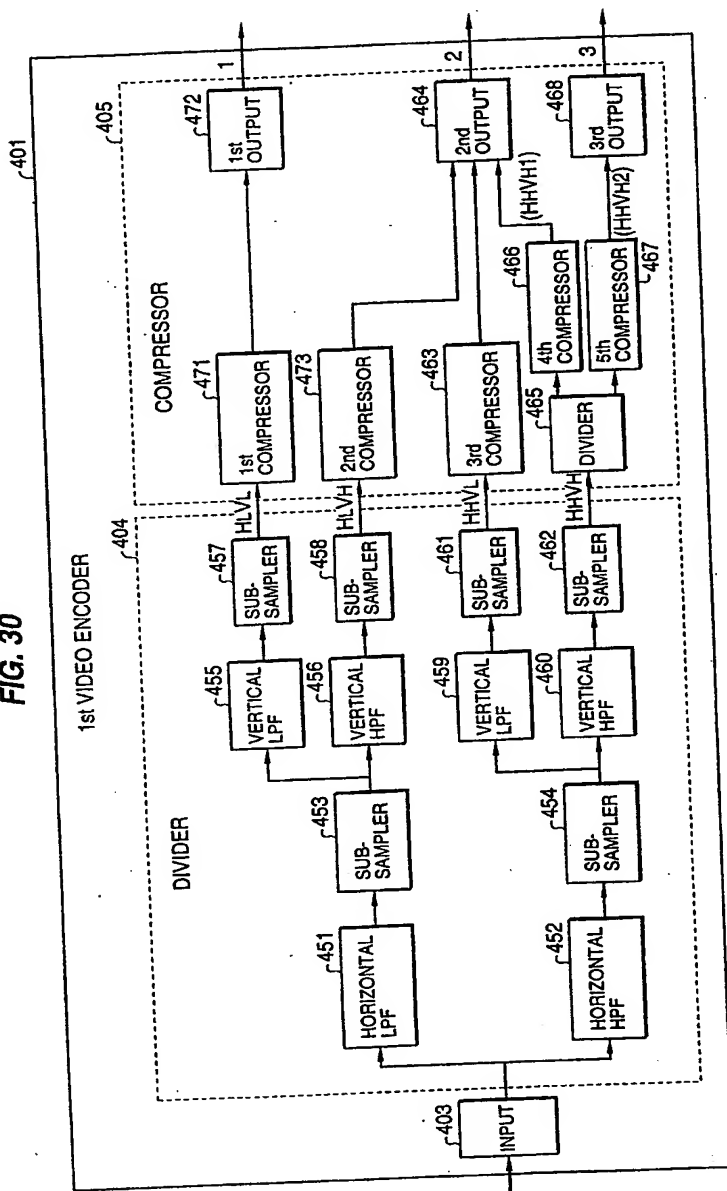 FIG. 30
401
1st VIDEO ENCODER
404
DIVIDER
405
COMPRESSOR
403
INPUT
451
HORIZONTAL
LPF
452
HORIZONTAL
HPF
453
SUB-
SAMPLER
454
SUB-
SAMPLER
455
VERTICAL
LPF
456
VERTICAL
HPF
459
VERTICAL
LPF
460
VERTICAL
HPF
457
SUB-
SAMPLER
458
SUB-
SAMPLER
461
SUB-
SAMPLER
462
SUB-
SAMPLER
HLVL
HLVH
HHVL
HHVH
471
1st
COMPRESSOR
473
2nd
COMPRESSOR
463
3rd
COMPRESSOR
465
DIVIDER
466
4th
COMPRESSOR
5th
COMPRESSOR
467
(HHVH1)
(HHVH2)
472
1st
OUTPUT
1
464
2nd
OUTPUT
2
468
3rd
OUTPUT
3